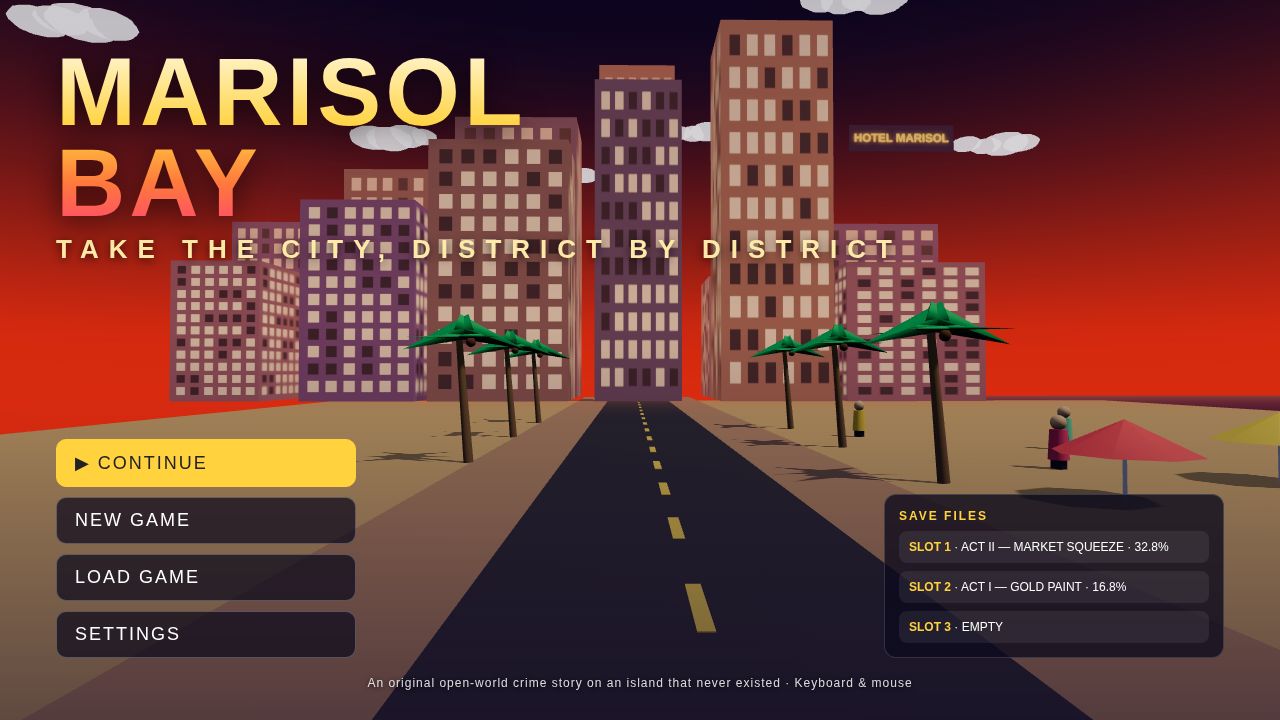 MARISOL
BAY
HOTEL MARISOL
TAKE THE CITY, DISTRICT BY DISTRICT
▶ CONTINUE
NEW GAME
LOAD GAME
SETTINGS
SAVE FILES
SLOT 1 · ACT II — MARKET SQUEEZE · 32.8%
SLOT 2 · ACT I — GOLD PAINT · 16.8%
SLOT 3 · EMPTY
An original open-world crime story on an island that never existed · Keyboard & mouse